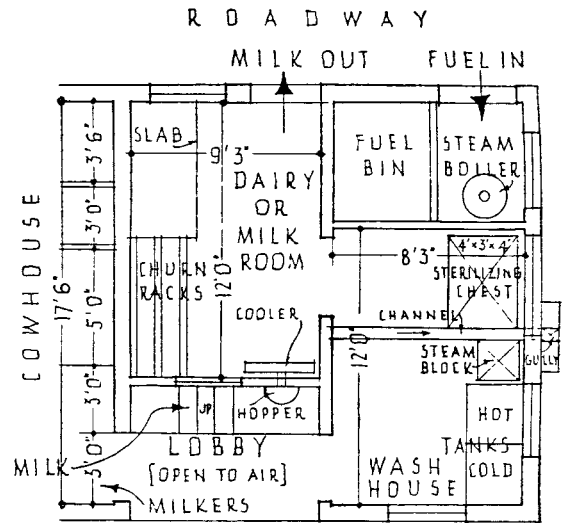 ROADWAY
MILK OUT
FUEL IN
SLAB
9'3"
DAIRY
OR
MILK
ROOM
FUEL
BIN
STEAM
BOILER
3'6"
3'0"
5'0"
3'0"
3'0"
17'6"
COWHOUSE
CHURN
RACKS
12'0"
8'3"
4'×3'×4'
STERILIZING
CHEST
COOLER
CHANNEL
12'0"
STEAM
BLOCK
GULLY
UP
HOPPER
HOT
TANKS
COLD
LOBBY
[OPEN TO AIR]
MILK
MILKERS
WASH
HOUSE